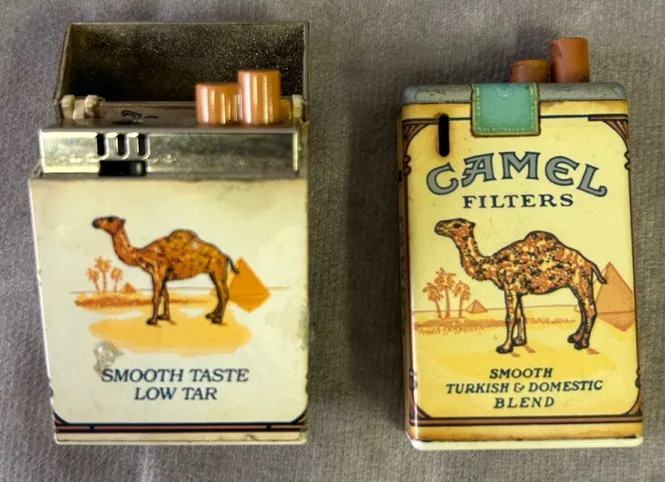 SMOOTH TASTE
LOW TAR
CAMEL
FILTERS
SMOOTH
TURKISH & DOMESTIC
BLEND